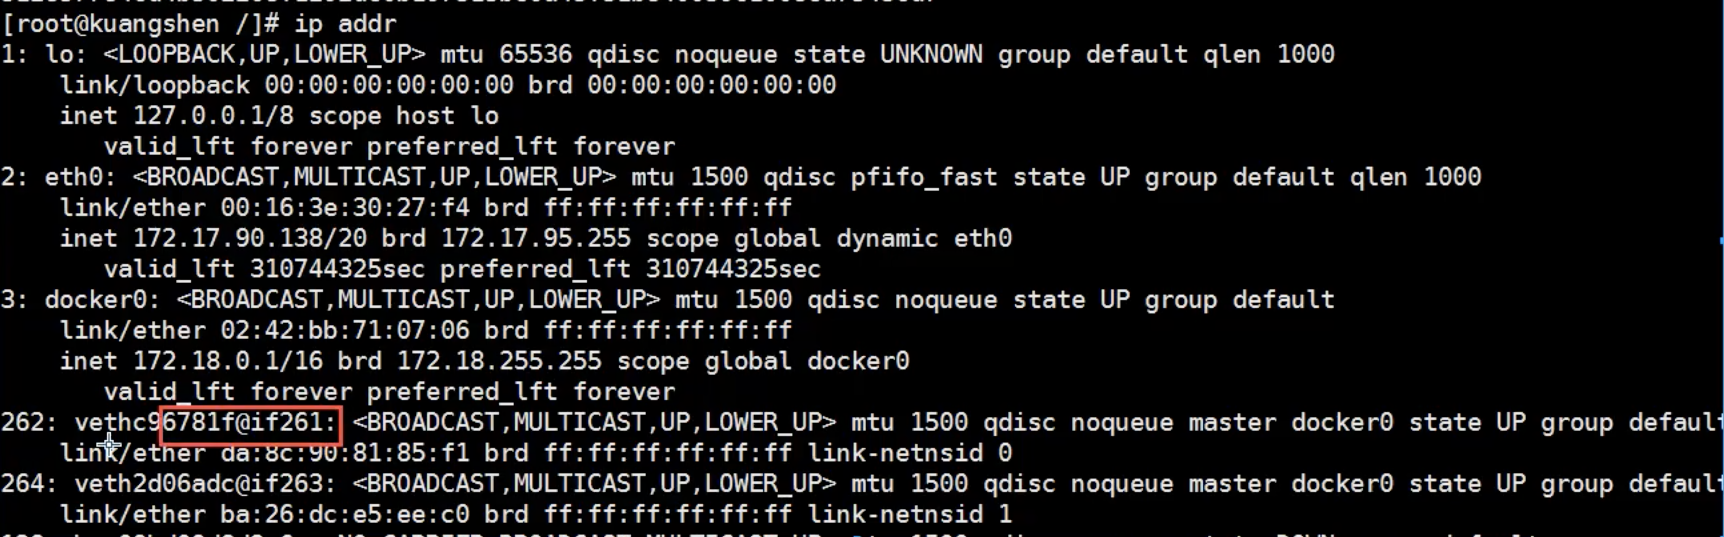 [root@kuangshen /]# ip addr
1: lo: <LOOPBACK,UP,LOWER_UP> mtu 65536 qdisc noqueue state UNKNOWN group default qlen 1000
    link/loopback 00:00:00:00:00:00 brd 00:00:00:00:00:00
    inet 127.0.0.1/8 scope host lo
       valid_lft forever preferred_lft forever
2: eth0: <BROADCAST,MULTICAST,UP,LOWER_UP> mtu 1500 qdisc pfifo_fast state UP group default qlen 1000
    link/ether 00:16:3e:30:27:f4 brd ff:ff:ff:ff:ff:ff
    inet 172.17.90.138/20 brd 172.17.95.255 scope global dynamic eth0
       valid_lft 310744325sec preferred_lft 310744325sec
3: docker0: <BROADCAST,MULTICAST,UP,LOWER_UP> mtu 1500 qdisc noqueue state UP group default
    link/ether 02:42:bb:71:07:06 brd ff:ff:ff:ff:ff:ff
    inet 172.18.0.1/16 brd 172.18.255.255 scope global docker0
       valid_lft forever preferred_lft forever
262: vethc96781f@if261: <BROADCAST,MULTICAST,UP,LOWER_UP> mtu 1500 qdisc noqueue master docker0 state UP group default
    link/ether da:8c:90:81:85:f1 brd ff:ff:ff:ff:ff:ff link-netnsid 0
264: veth2d06adc@if263: <BROADCAST,MULTICAST,UP,LOWER_UP> mtu 1500 qdisc noqueue master docker0 state UP group default
    link/ether ba:26:dc:e5:ee:c0 brd ff:ff:ff:ff:ff:ff link-netnsid 1